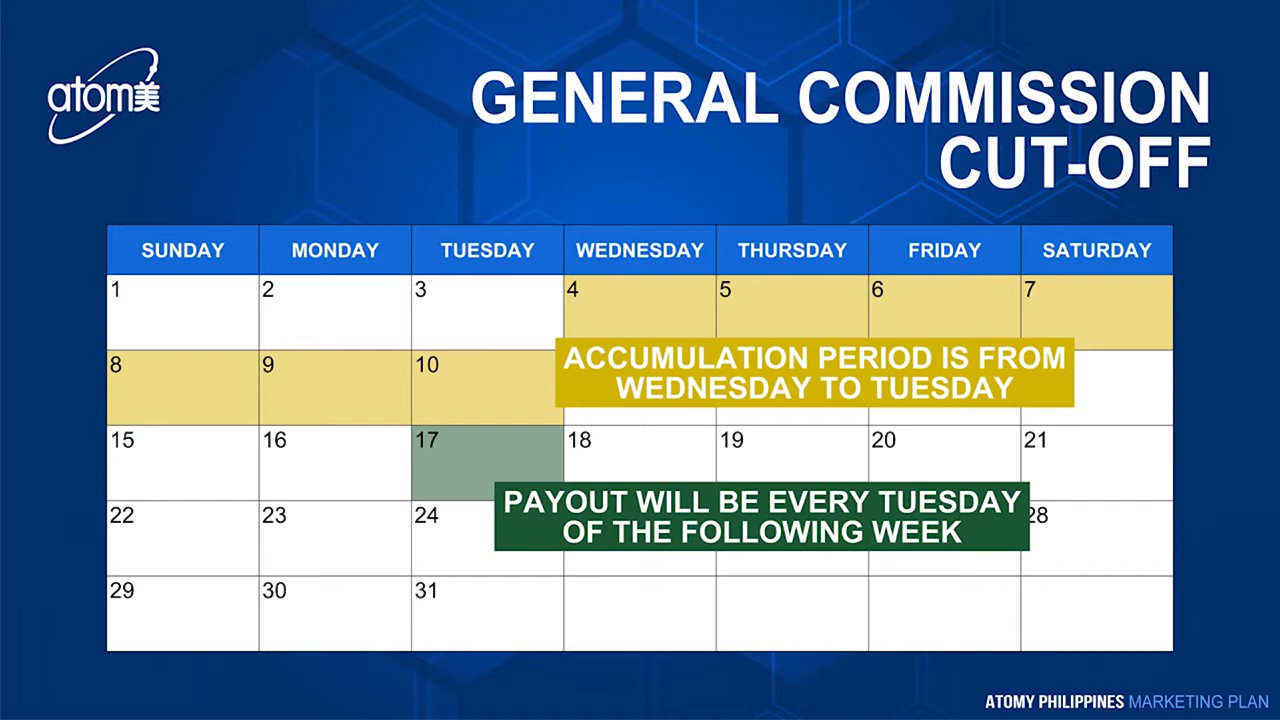 atom美
GENERAL COMMISSION
CUT-OFF
SUNDAY MONDAY TUESDAY WEDNESDAY THURSDAY FRIDAY SATURDAY
1 2 3 4 5 6 7
8 9 10
ACCUMULATION PERIOD IS FROM
WEDNESDAY TO TUESDAY
15 16 17 18 19 20 21
PAYOUT WILL BE EVERY TUESDAY
OF THE FOLLOWING WEEK
22 23 24 28
29 30 31
ATOMY PHILIPPINES MARKETING PLAN